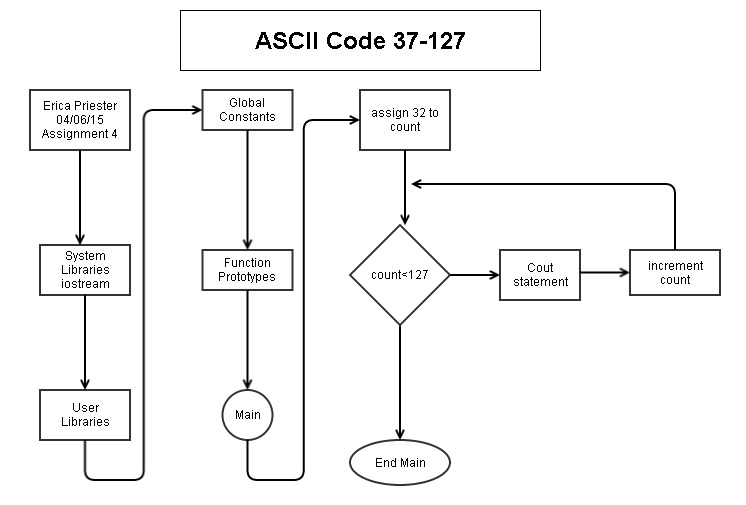 ASCII Code 37-127
Erica Priester
04/06/15
Assignment 4
System
Libraries
iostream
User
Libraries
Global
Constants
Function
Prototypes
Main
assign 32 to
count
count<127
Cout
statement
increment
count
End Main